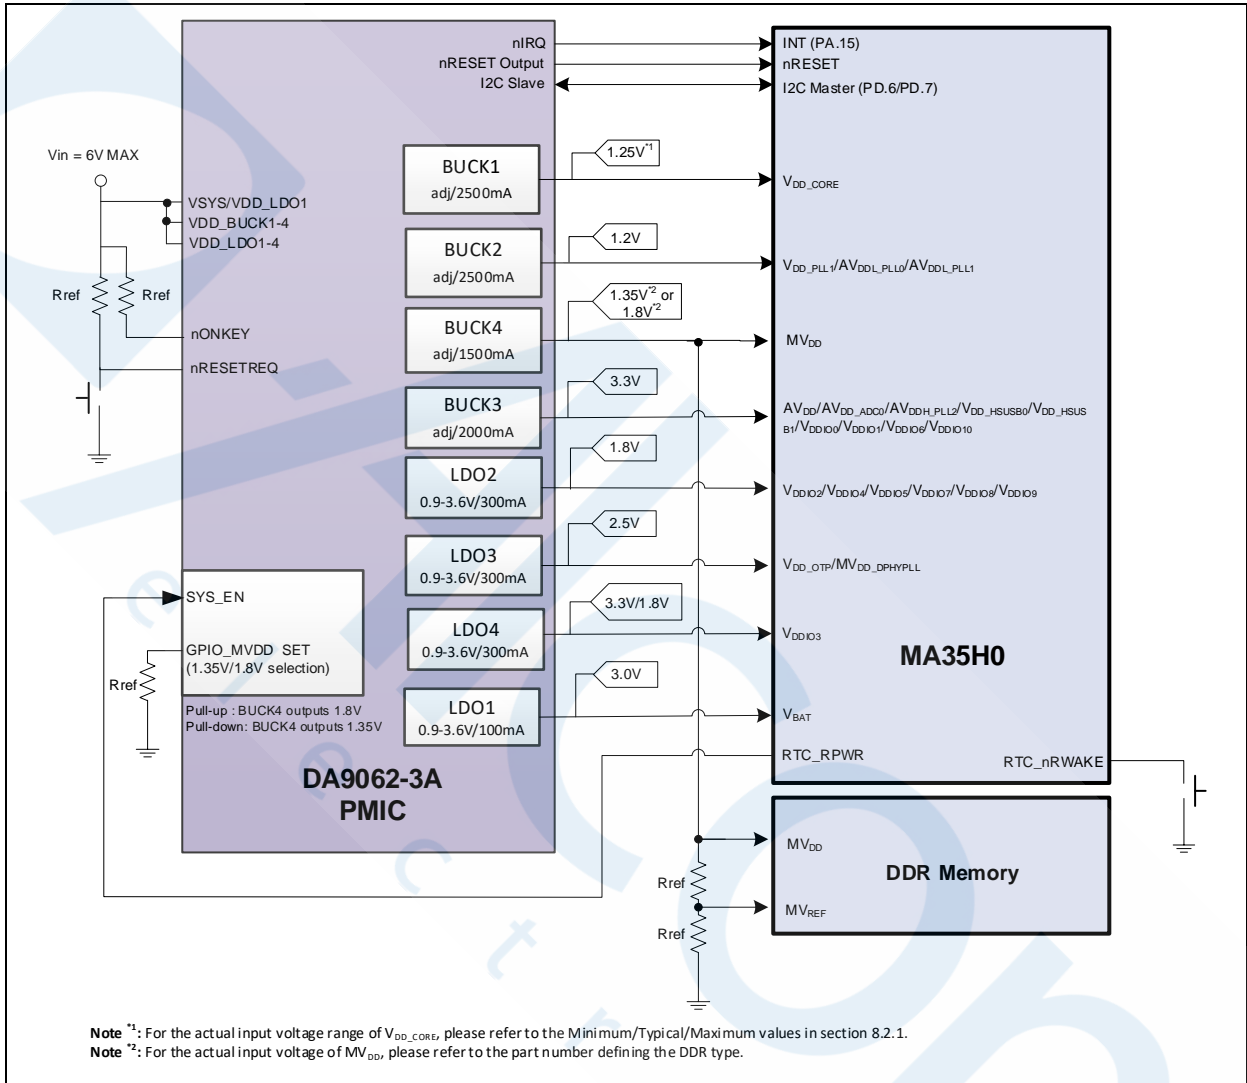 nIRQ
nRESET Output
I2C Slave
INT (PA.15)
nRESET
I2C Master (PD.6/PD.7)
Vin = 6V MAX
VSYS/VDD_LDO1
VDD_BUCK1-4
VDD_LDO1-4
Rref
Rref
nONKEY
nRESETREQ
BUCK1
adj/2500mA
1.25V*1
VDD_CORE
BUCK2
adj/2500mA
1.2V
VDD_PLL1/AVDDL_PLL0/AVDDL_PLL1
BUCK4
adj/1500mA
1.35V*2 or
1.8V*2
MVDD
BUCK3
adj/2000mA
3.3V
AVDD/AVDD_ADC0/AVDDH_PLL2/VDD_HSUSB0/VDD_HSUS
B1/VDDIO0/VDDIO1/VDDIO6/VDDIO10
LDO2
0.9-3.6V/300mA
1.8V
VDDIO2/VDDIO4/VDDIO5/VDDIO7/VDDIO8/VDDIO9
LDO3
0.9-3.6V/300mA
2.5V
VDD_OTP/MVDD_DPHYPLL
LDO4
0.9-3.6V/300mA
3.3V/1.8V
VDDIO3
LDO1
0.9-3.6V/100mA
3.0V
VBAT
SYS_EN
GPIO_MVDD SET
(1.35V/1.8V selection)
Rref
Pull-up : BUCK4 outputs 1.8V
Pull-down: BUCK4 outputs 1.35V
DA9062-3A
PMIC
MA35H0
RTC_RPWR
RTC_nRWAKE
MVDD
DDR Memory
Rref
MVREF
Rref
Note *1: For the actual input voltage range of VDD_CORE, please refer to the Minimum/Typical/Maximum values in section 8.2.1.
Note *2: For the actual input voltage of MVDD, please refer to the part number defining the DDR type.